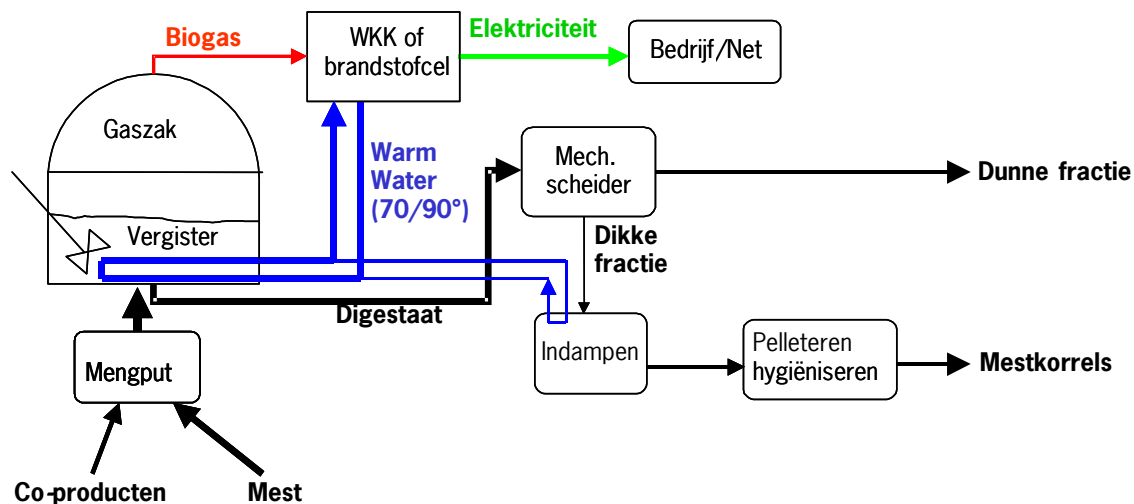 Biogas
WKK of
brandstofcel
Elektriciteit
Bedrijf/Net
Gaszak
Warm
Water
(70/90°)
Mech.
scheider
Dunne fractie
Vergister
Dikke
fractie
Digestaat
Indampen
Pelleteren
hygiëniseren
Mestkorrels
Mengput
Co-producten
Mest